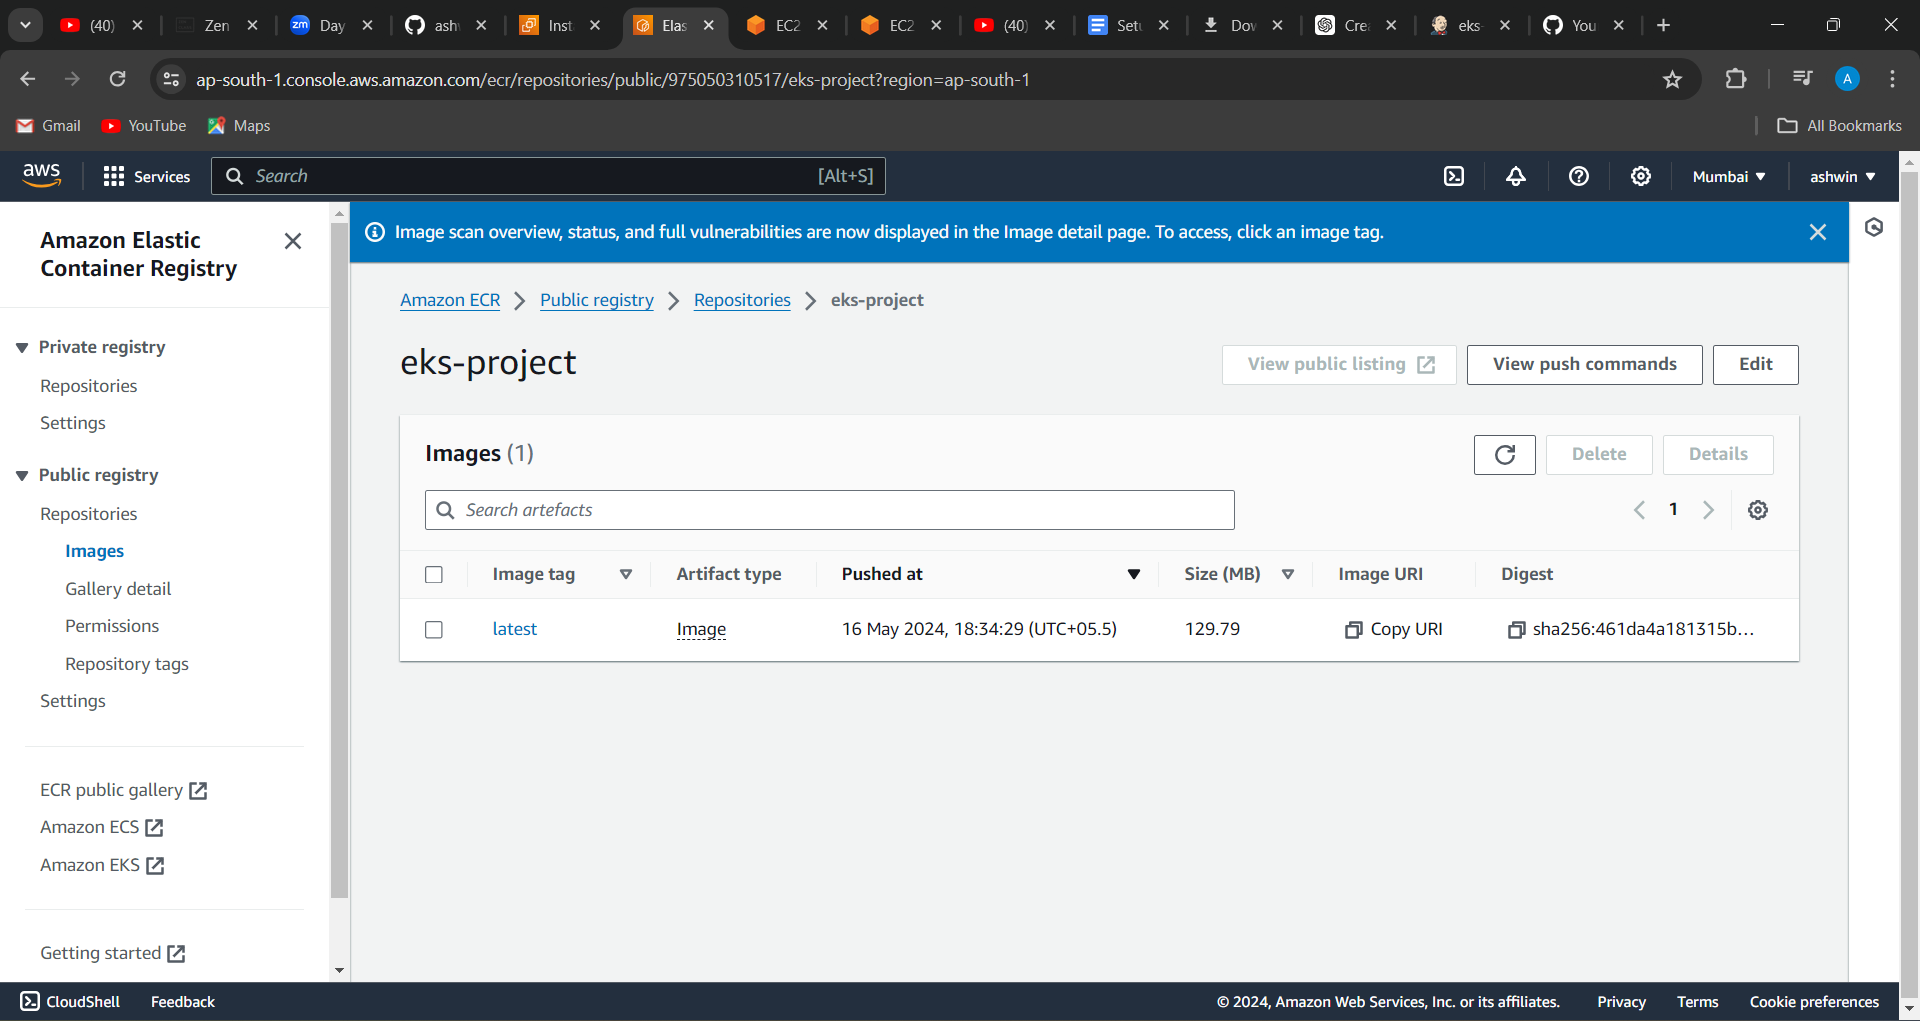 (40)
Zen
zm
Day
ash
Inst
Elas
EC2
EC2
(40)
Setu
Dov
Cre
eks
You
ap-south-1.console.aws.amazon.com/ecr/repositories/public/975050310517/eks-project?region=ap-south-1
A
Gmail
YouTube
Maps
All Bookmarks
aws
Services
Search
[Alt+S]
Mumbai
ashwin
Amazon Elastic
Container Registry
Private registry
Repositories
Settings
Public registry
Repositories
Images
Gallery detail
Permissions
Repository tags
Settings
ECR public gallery
Amazon ECS
Amazon EKS
Getting started
Image scan overview, status, and full vulnerabilities are now displayed in the Image detail page. To access, click an image tag.
Amazon ECR
Public registry
Repositories
eks-project
eks-project
View public listing
View push commands
Edit
Images (1)
Delete
Details
Search artefacts
1
Image tag
Artifact type
Pushed at
Size (MB)
Image URI
Digest
latest
Image
16 May 2024, 18:34:29 (UTC+05.5)
129.79
Copy URI
sha256:461da4a181315b...
CloudShell
Feedback
© 2024, Amazon Web Services, Inc. or its affiliates.
Privacy
Terms
Cookie preferences